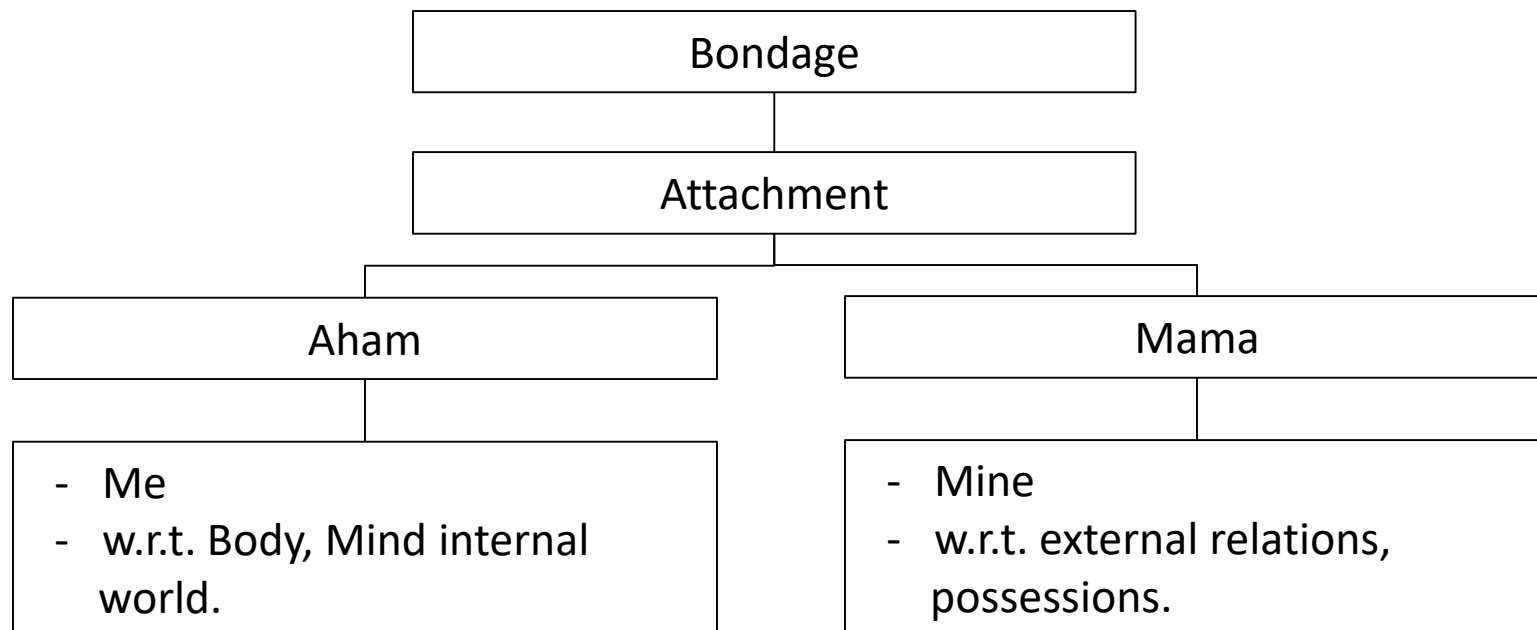 Bondage
Attachment
Aham
Mama
- Me
- w.r.t. Body, Mind internal
world.
- Mine
- w.r.t. external relations,
possessions.